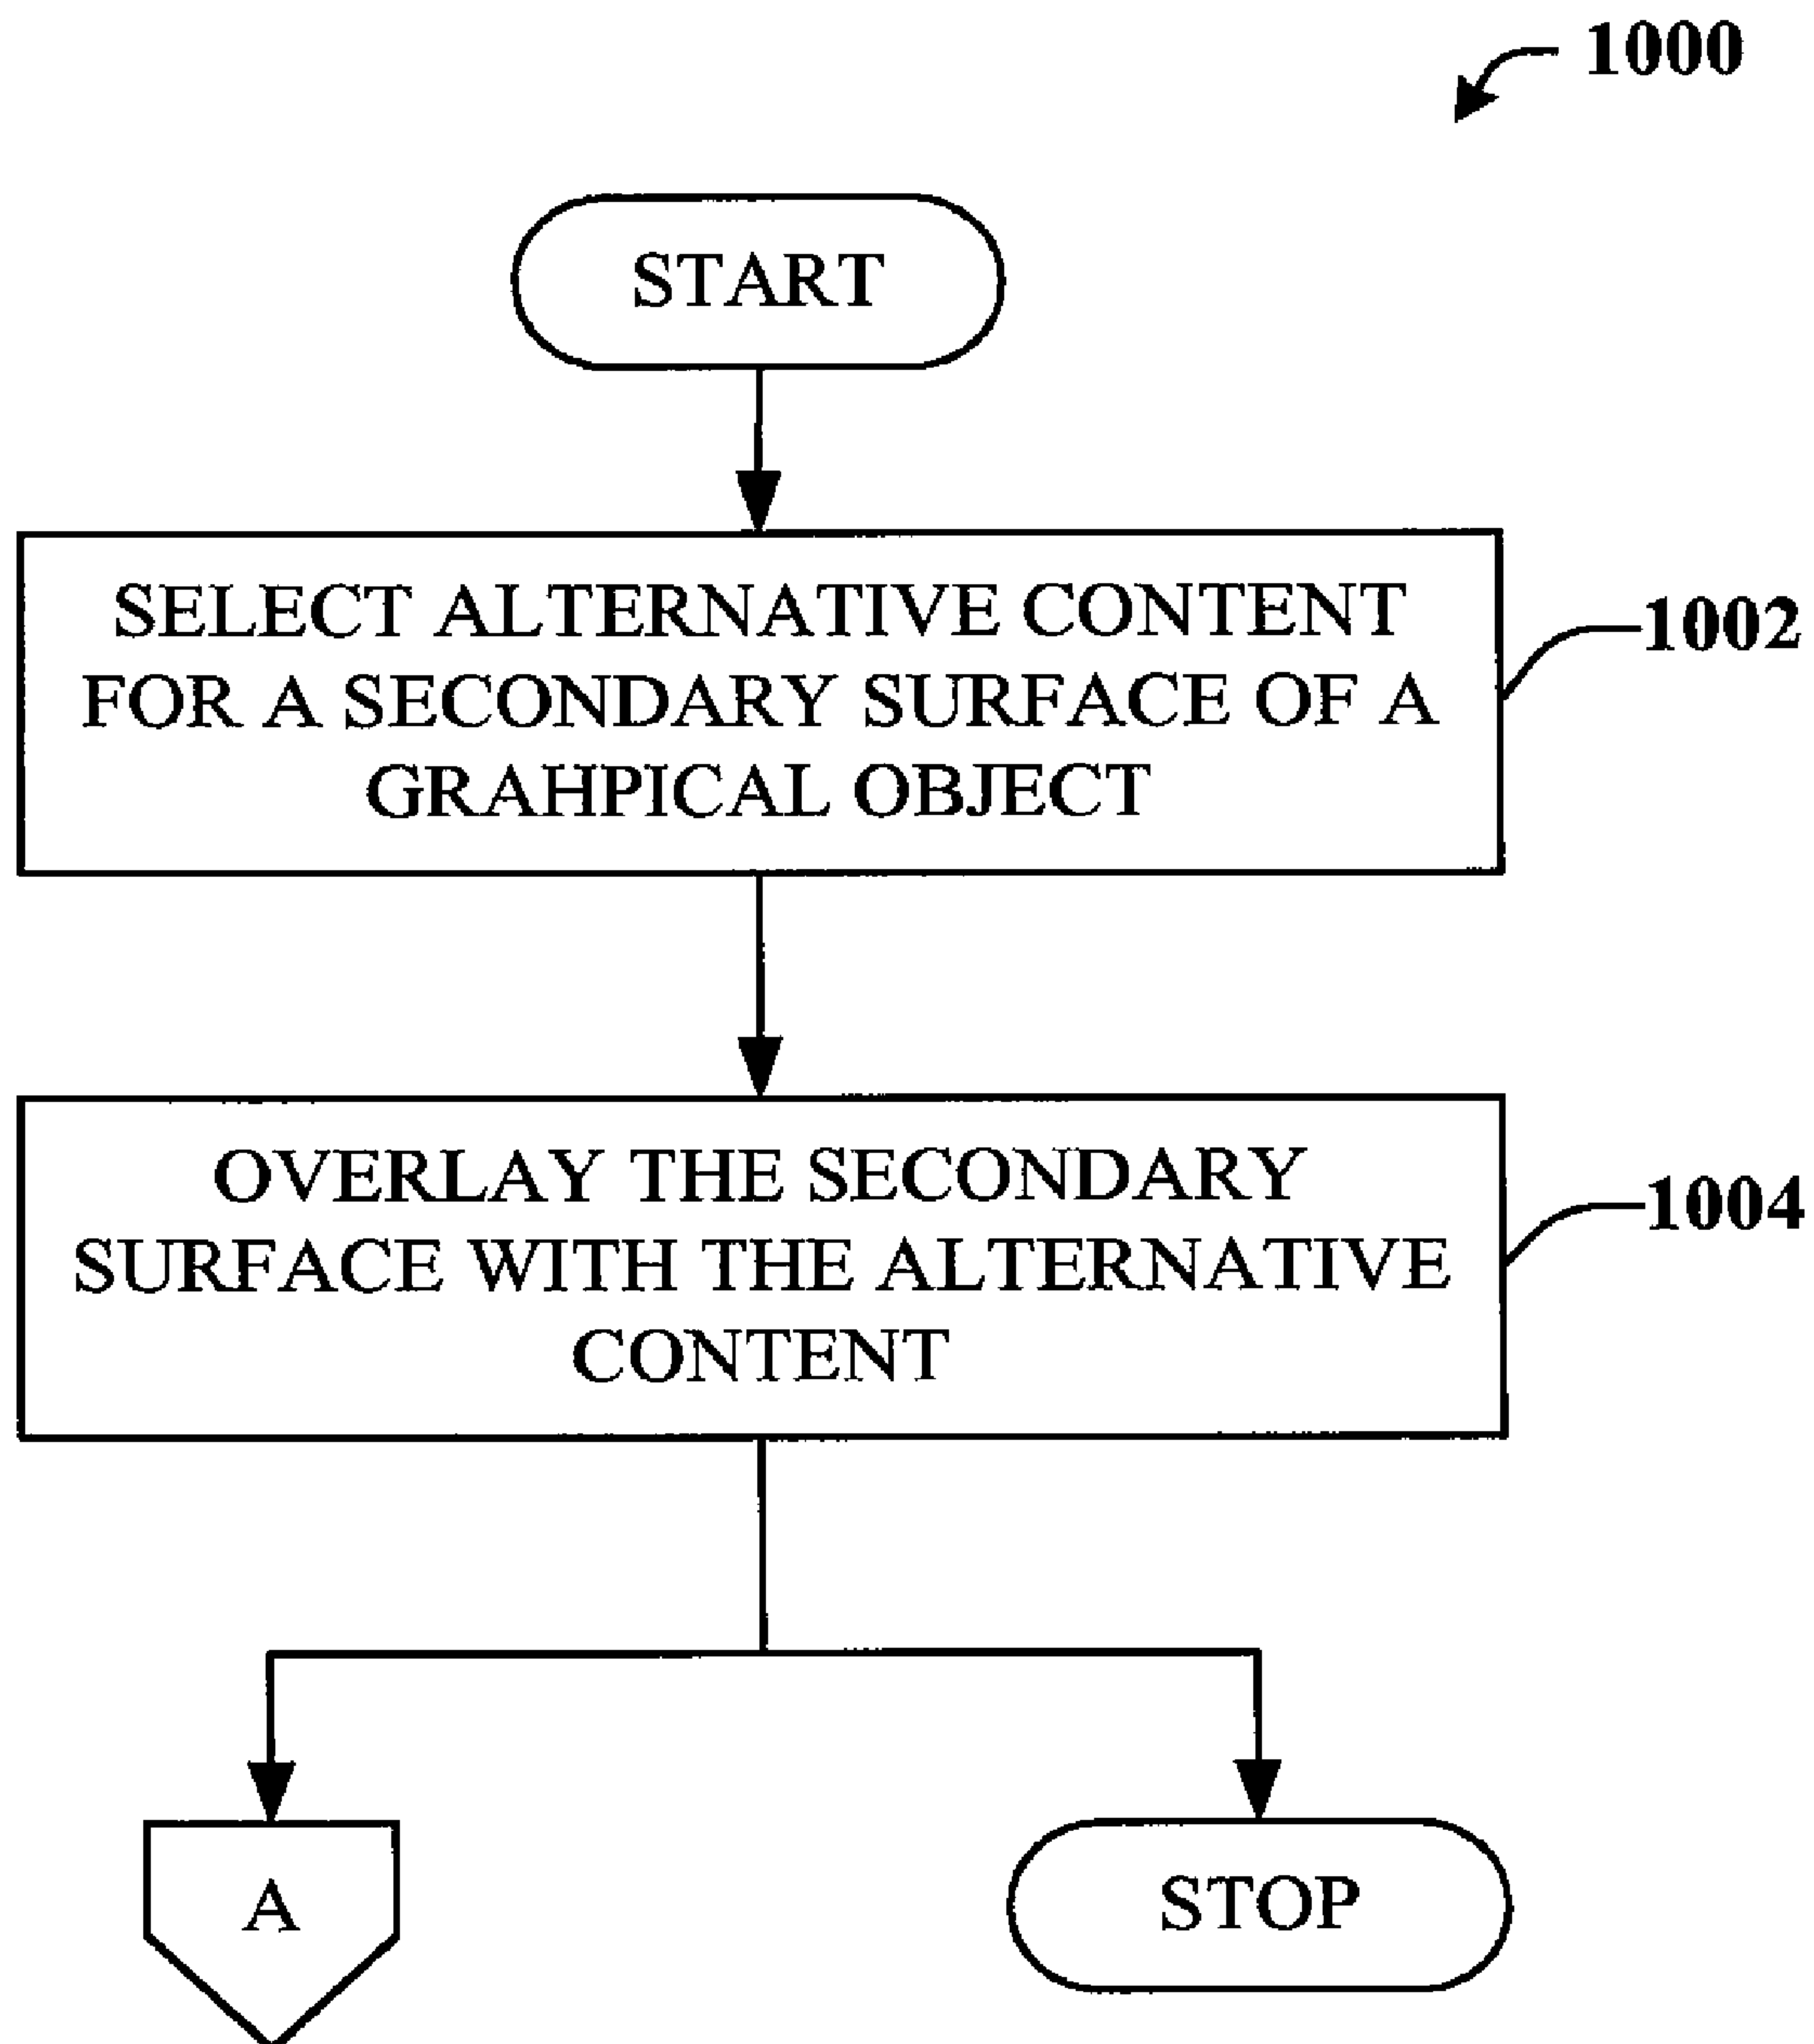 1000
START
SELECT ALTERNATIVE CONTENT
FOR A SECONDARY SURFACE OF A
GRAHPICAL OBJECT
1002
OVERLAY THE SECONDARY
SURFACE WITH THE ALTERNATIVE
CONTENT
1004
A
STOP